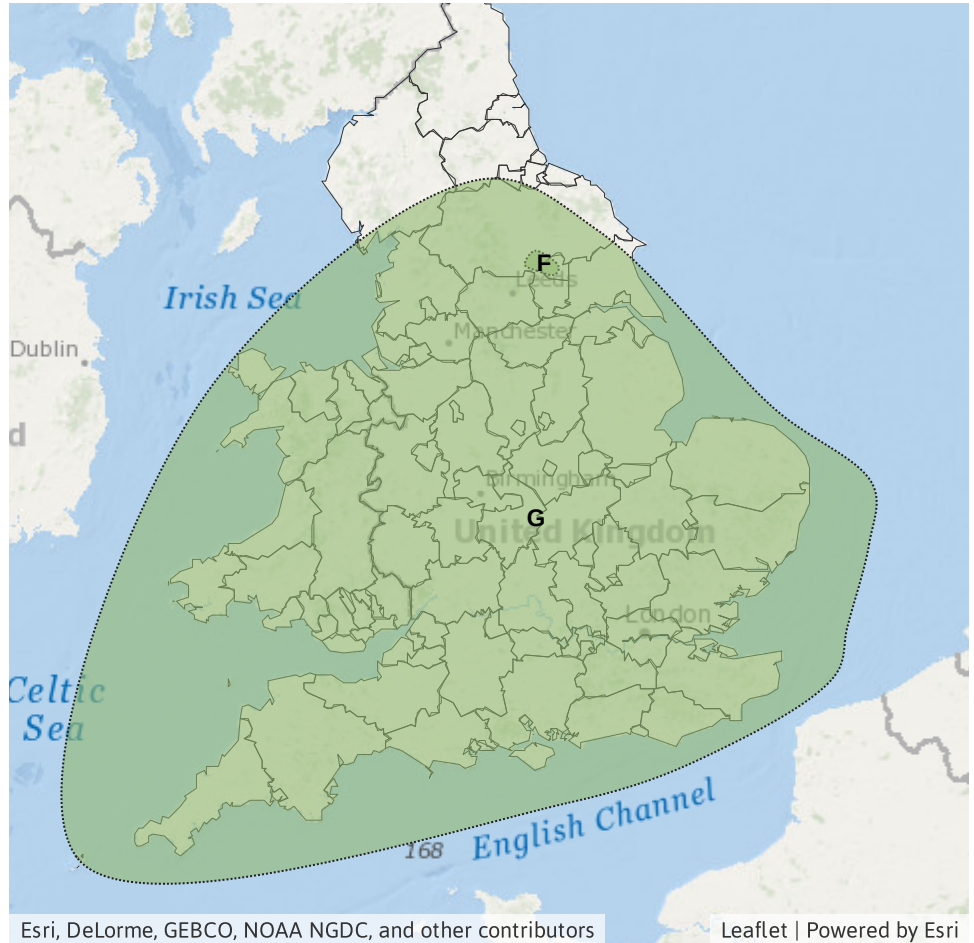 F
Leeds
Irish Sea
Manchester
Dublin
d
Birmingham
G
United Kingdom
London
Celtic
Sea
English Channel
168
Esri, DeLorme, GEBCO, NOAA NGDC, and other contributors
Leaflet | Powered by Esri